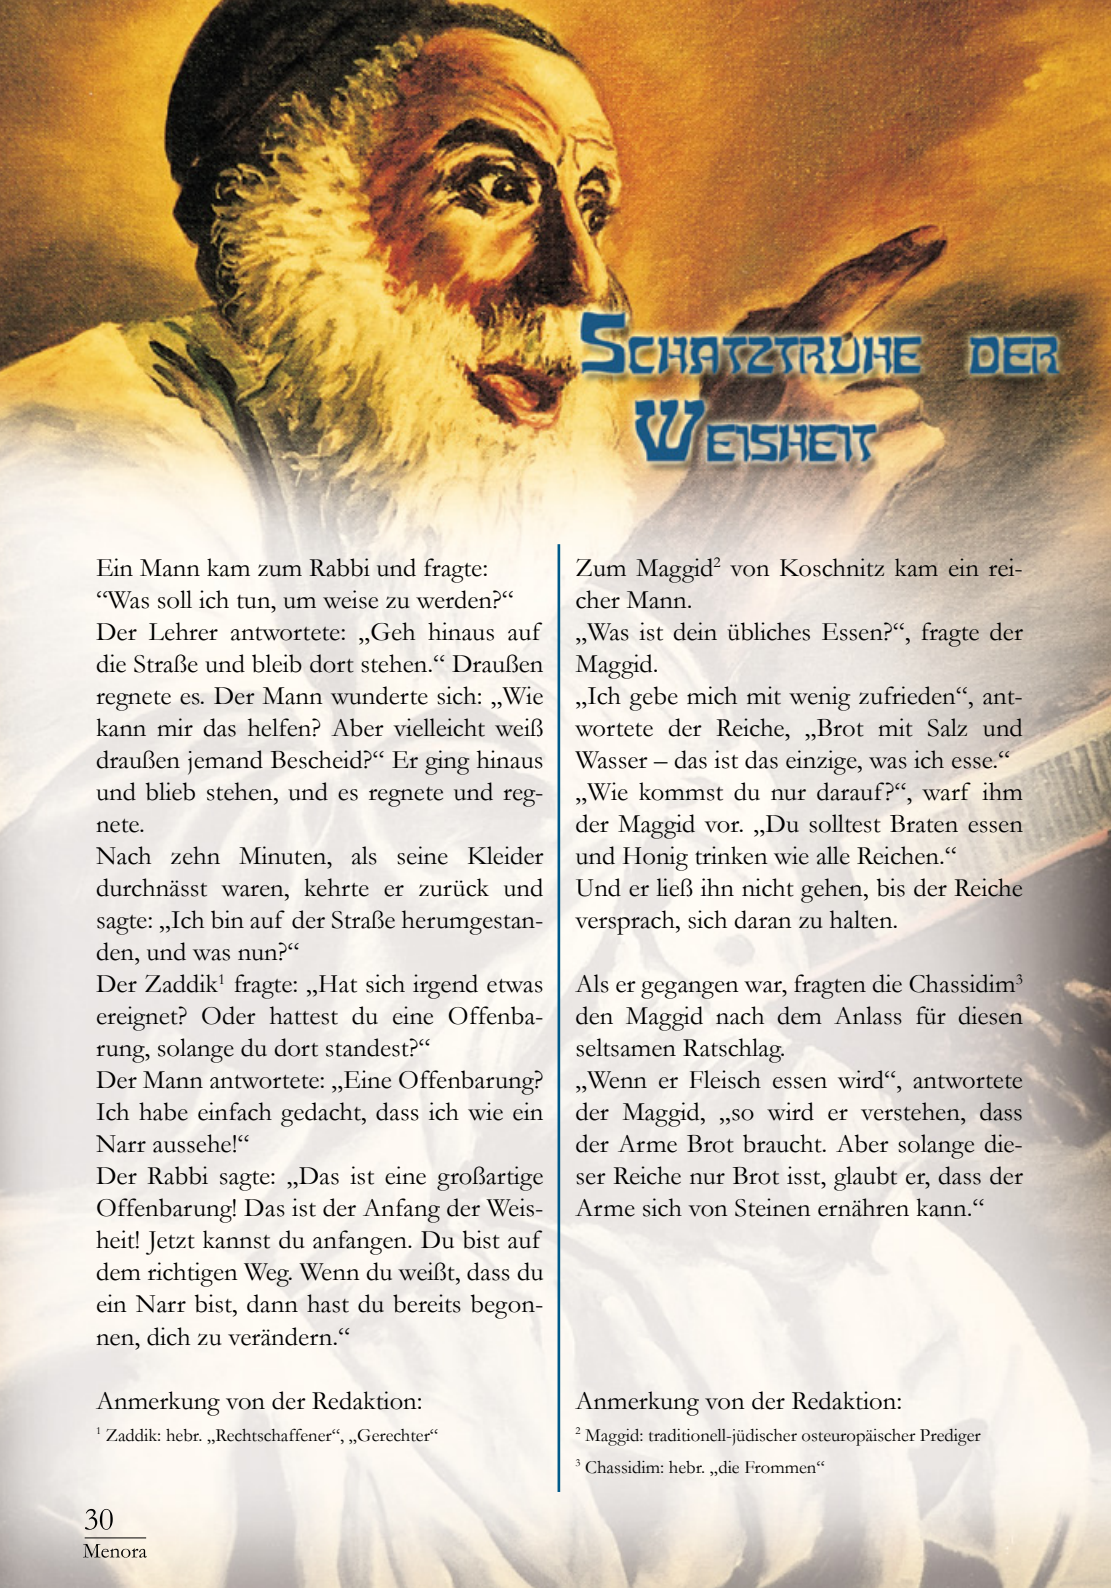 Schatztruhe der
Weisheit
Ein Mann kam zum Rabbi und fragte:
“Was soll ich tun, um weise zu werden?“
Der Lehrer antwortete: „Geh hinaus auf
die Straße und bleib dort stehen.“ Draußen
regnete es. Der Mann wunderte sich: „Wie
kann mir das helfen? Aber vielleicht weiß
draußen jemand Bescheid?“ Er ging hinaus
und blieb stehen, und es regnete und reg-
nete.
Nach zehn Minuten, als seine Kleider
durchnässt waren, kehrte er zurück und
sagte: „Ich bin auf der Straße herumgestan-
den, und was nun?“
Der Zaddik¹ fragte: „Hat sich irgend etwas
ereignet? Oder hattest du eine Offenba-
rung, solange du dort standest?“
Der Mann antwortete: „Eine Offenbarung?
Ich habe einfach gedacht, dass ich wie ein
Narr aussehe!“
Der Rabbi sagte: „Das ist eine großartige
Offenbarung! Das ist der Anfang der Weis-
heit! Jetzt kannst du anfangen. Du bist auf
dem richtigen Weg. Wenn du weißt, dass du
ein Narr bist, dann hast du bereits begon-
nen, dich zu verändern.“
Anmerkung von der Redaktion:
¹ Zaddik: hebr. „Rechtschaffener“, „Gerechter“
Zum Maggid² von Koschnitz kam ein rei-
cher Mann.
„Was ist dein übliches Essen?“, fragte der
Maggid.
„Ich gebe mich mit wenig zufrieden“, ant-
wortete der Reiche, „Brot mit Salz und
Wasser – das ist das einzige, was ich esse.“
„Wie kommst du nur darauf?“, warf ihm
der Maggid vor. „Du solltest Braten essen
und Honig trinken wie alle Reichen.“
Und er ließ ihn nicht gehen, bis der Reiche
versprach, sich daran zu halten.
Als er gegangen war, fragten die Chassidim³
den Maggid nach dem Anlass für diesen
seltsamen Ratschlag.
„Wenn er Fleisch essen wird“, antwortete
der Maggid, „so wird er verstehen, dass
der Arme Brot braucht. Aber solange die-
ser Reiche nur Brot isst, glaubt er, dass der
Arme sich von Steinen ernähren kann.“
Anmerkung von der Redaktion:
² Maggid: traditionell-jüdischer osteuropäischer Prediger
³ Chassidim: hebr. „die Frommen“
30
Menora